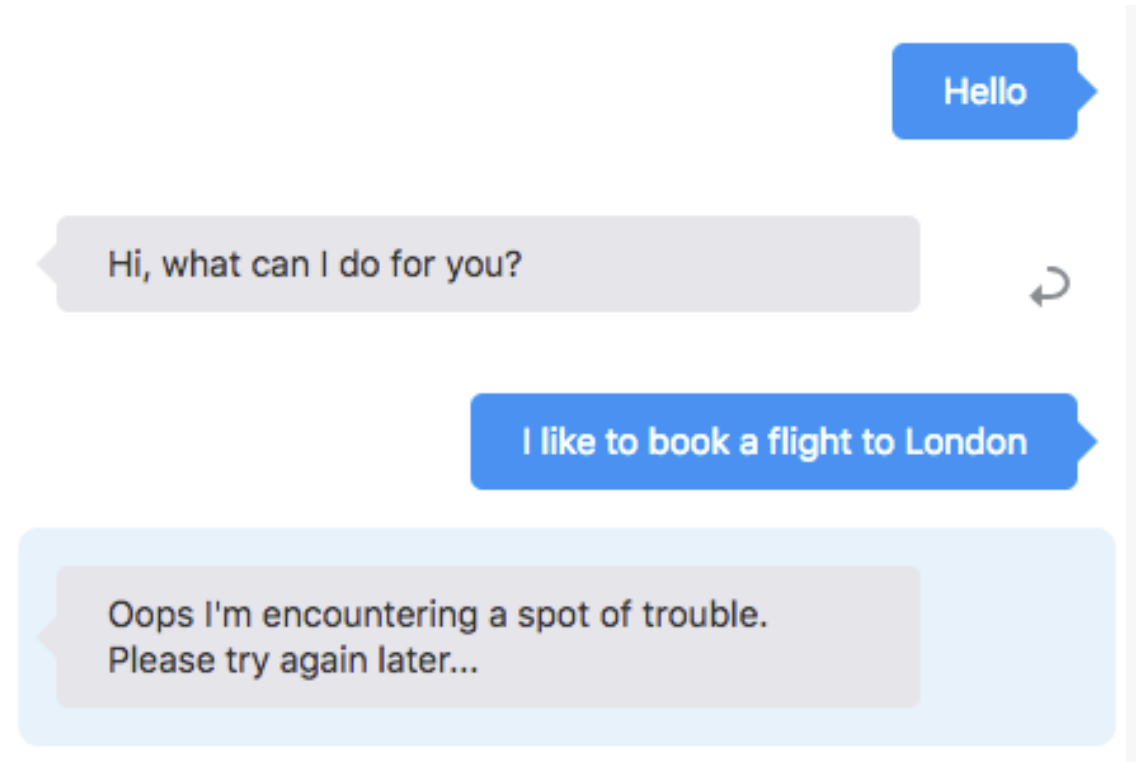 Hello
Hi, what can I do for you?
I like to book a flight to London
Oops I'm encountering a spot of trouble.
Please try again later...